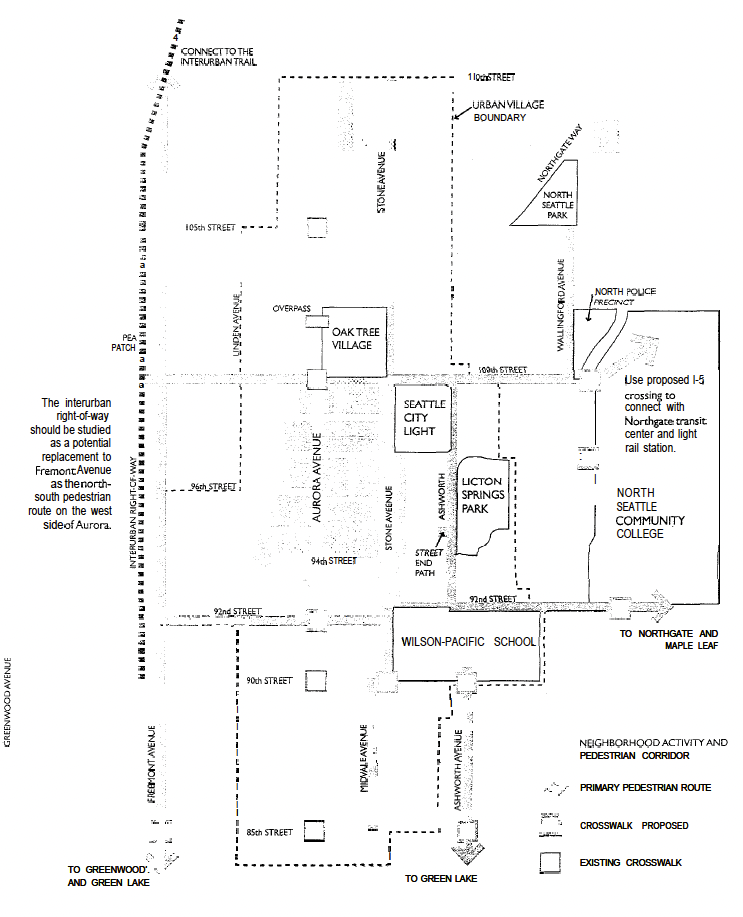 CONNECT TO THE
INTERURBAN TRAIL
110th STREET
URBAN VILLAGE
BOUNDARY
STONE AVENUE
NORTHGATE WAY
NORTH
SEATTLE
PARK
105th STREET
WALLINGFORD AVENUE
NORTH POLICE
PRECINCT
LINDEN AVENUE
OVERPASS
OAK TREE
VILLAGE
PEA
PATCH
100th STREET
The interurban
right-of-way
should be studied
as a potential
replacement to
Fremont Avenue
as the north-
south pedestrian
route on the west
side of Aurora.
Use proposed I-5
crossing to
connect with
Northgate transit
center and light
rail station.
SEATTLE
CITY
LIGHT
AURORA AVENUE
INTERURBAN RIGHT-OF-WAY
96th STREET
STONE AVEENUE
ASHWORTH
LICTON
SPRINGS
PARK
NORTH
SEATTLE
COMMUNITY
COLLEGE
STREET
END
PATH
94th STREET
92nd STREET
92nd STREET
WILSON-PACIFIC SCHOOL
TO NORTHGATE AND
MAPLE LEAF
GREENWOOD AVENUE
90th STREET
FREEMONT AVENUE
MIDVALE AVENUE
ASHWORTH AVENUE
85th STREET
NEIGHBORHOOD ACTIVITY AND
PEDESTRIAN CORRIDOR
PRIMARY PEDESTRIAN ROUTE
CROSSWALK PROPOSED
EXISTING CROSSWALK
TO GREENWOOD
AND GREEN LAKE
TO GREEN LAKE